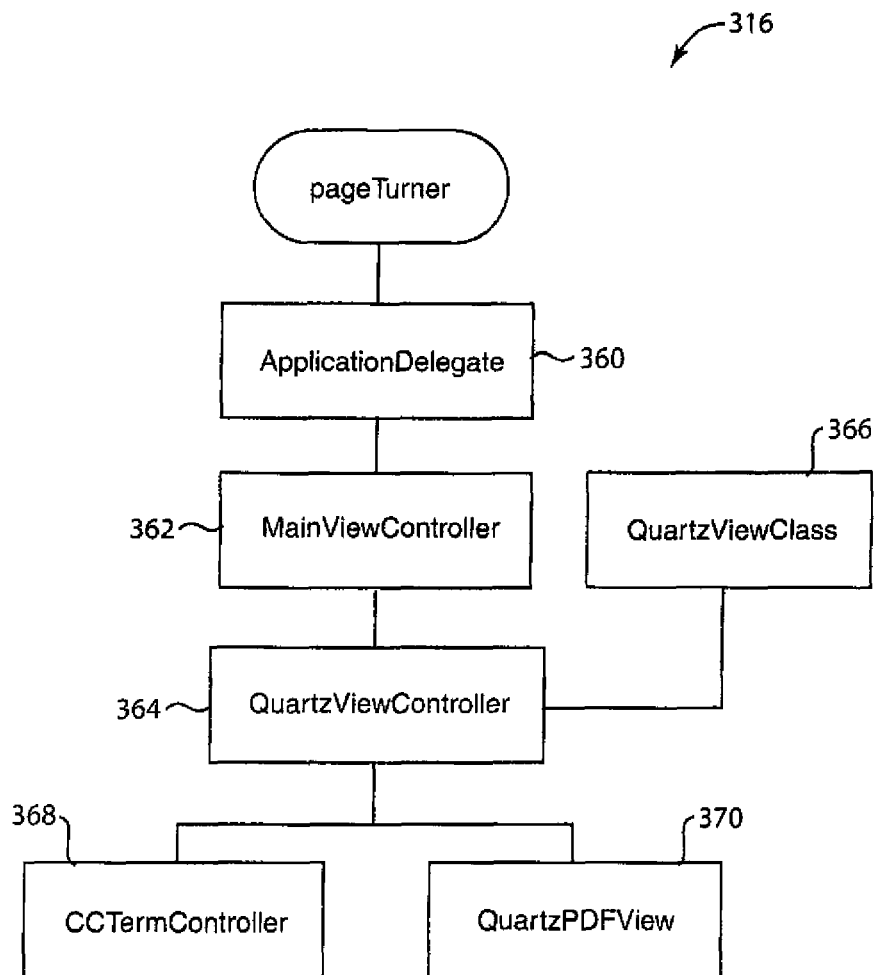 316
pageTurner
ApplicationDelegate
360
366
362
MainViewController
QuartzViewClass
364
QuartzViewController
368
370
CCTermController
QuartzPDFView